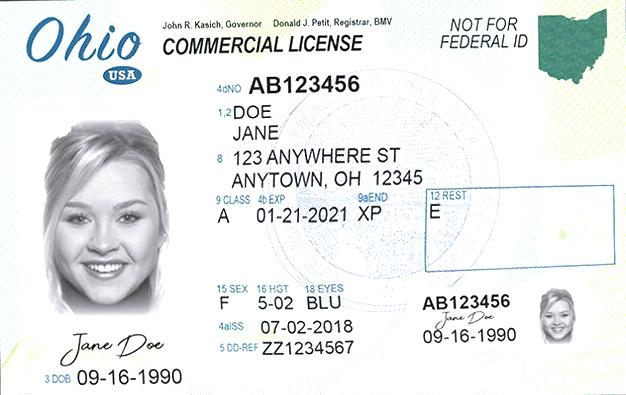 Ohio
USA
John R. Kasich, Governor Donald J. Petit, Registrar, BMV
COMMERCIAL LICENSE
NOT FOR
FEDERAL ID
4dNO AB123456
1,2 DOE
JANE
8 123 ANYWHERE ST
ANYTOWN, OH 12345
9 CLASS 4b EXP 9aEND 12 REST
A 01-21-2021 XP E
15 SEX 16 HGT 18 EYES
F 5-02 BLU
4aISS 07-02-2018
5 DD-REF ZZ1234567
AB123456
Jane Doe
09-16-1990
Jane Doe
3 DOB 09-16-1990